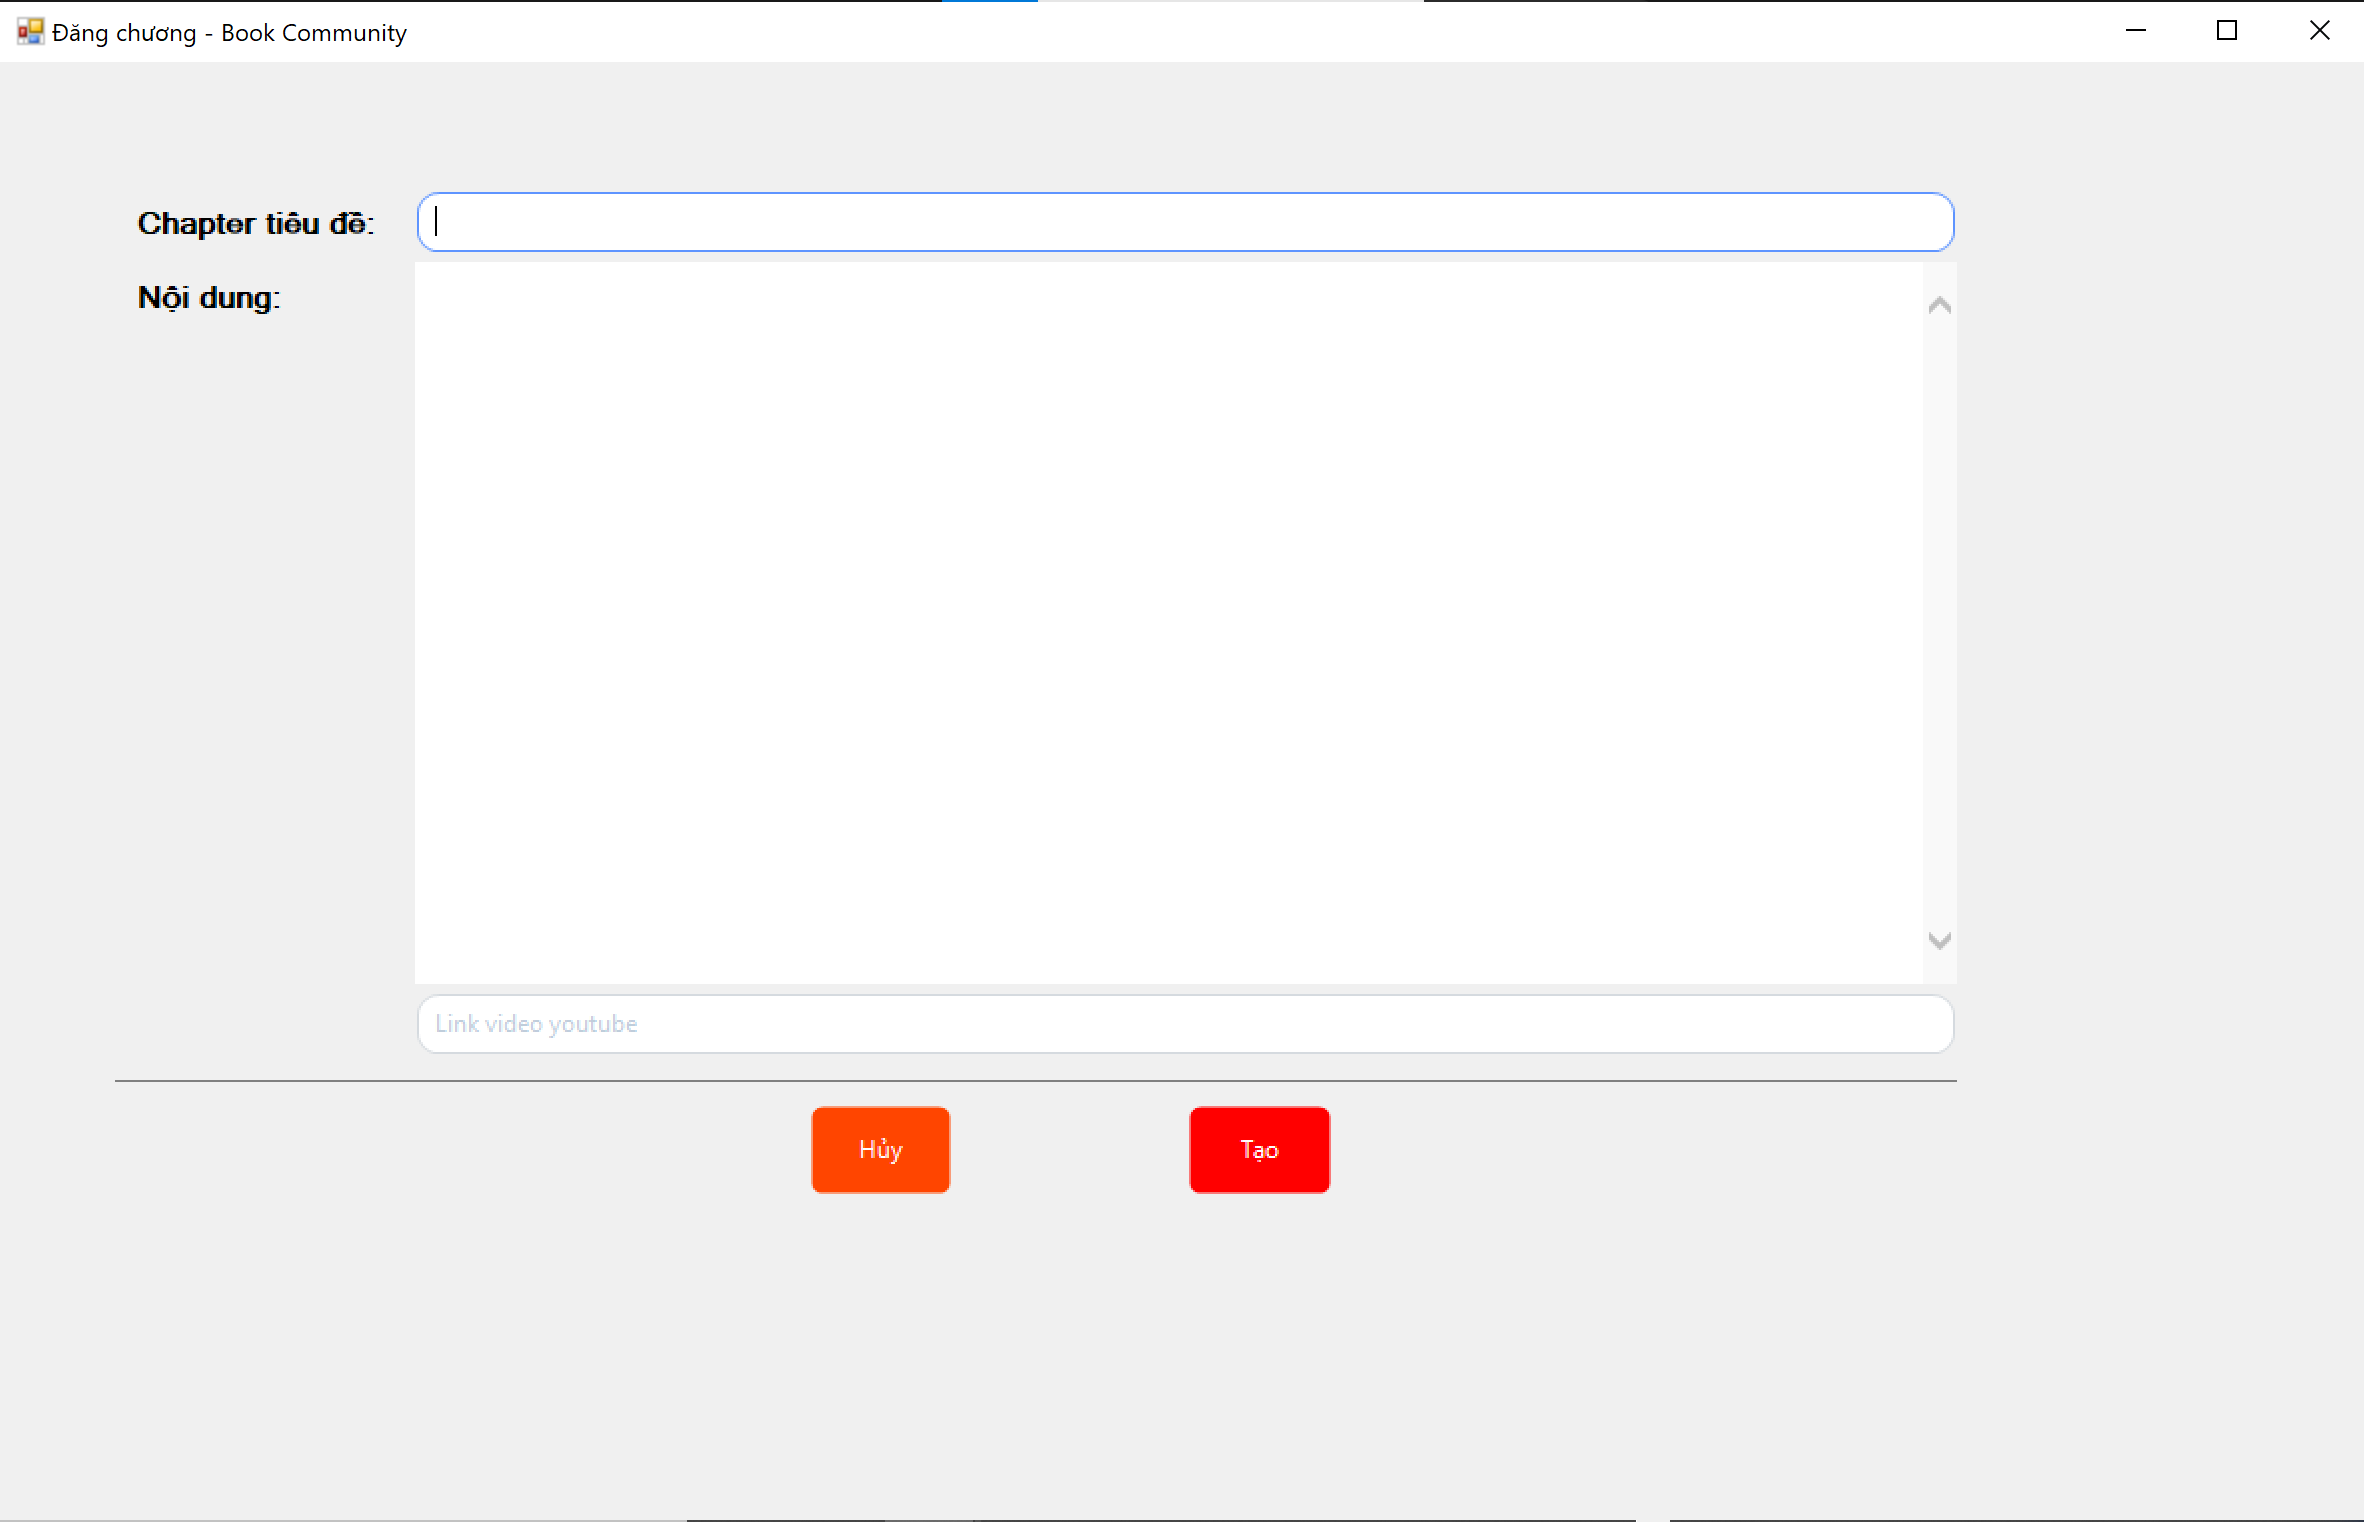 Đăng chương - Book Community
Chapter tiêu đề:
Nội dung:
Link video youtube
Hủy
Tạo